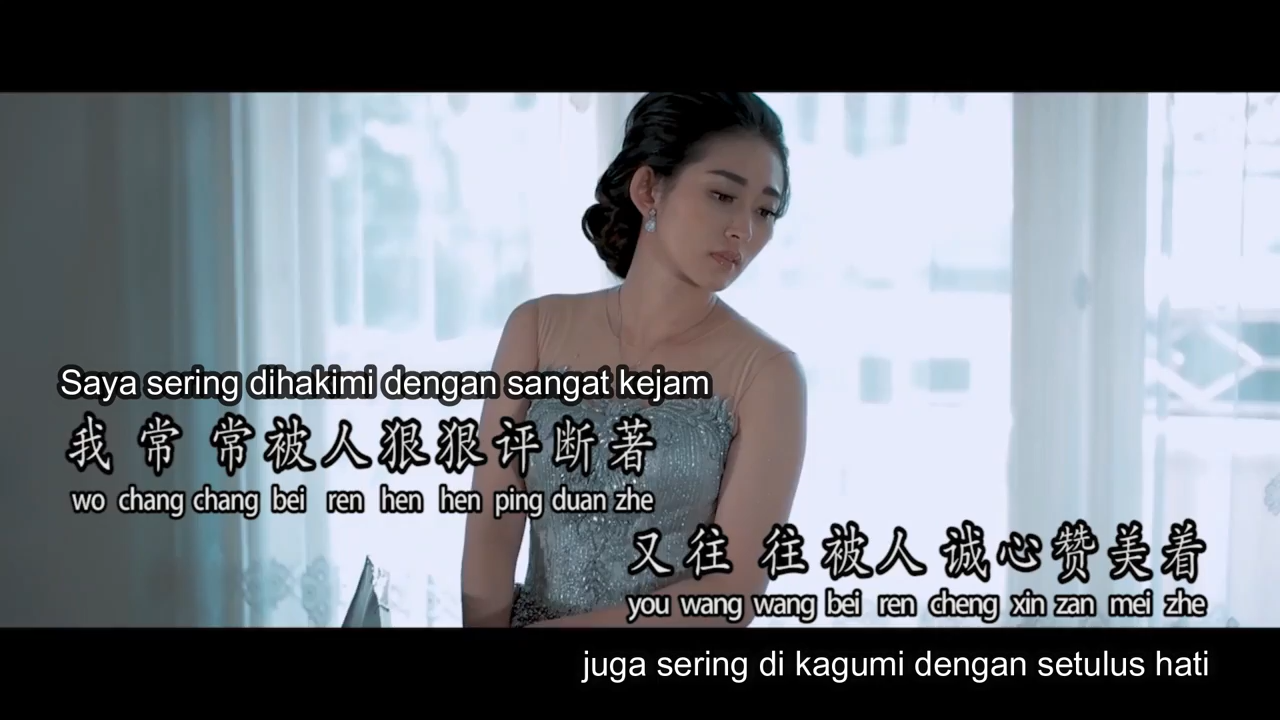 Saya sering dihakimi dengan sangat kejam
我 常 常被人狠狠评断著
wo chang chang bei ren hen hen ping duan zhe
又往 往被人诚心赞美着
you wang wang bei ren cheng xin zan mei zhe
juga sering di kagumi dengan setulus hati